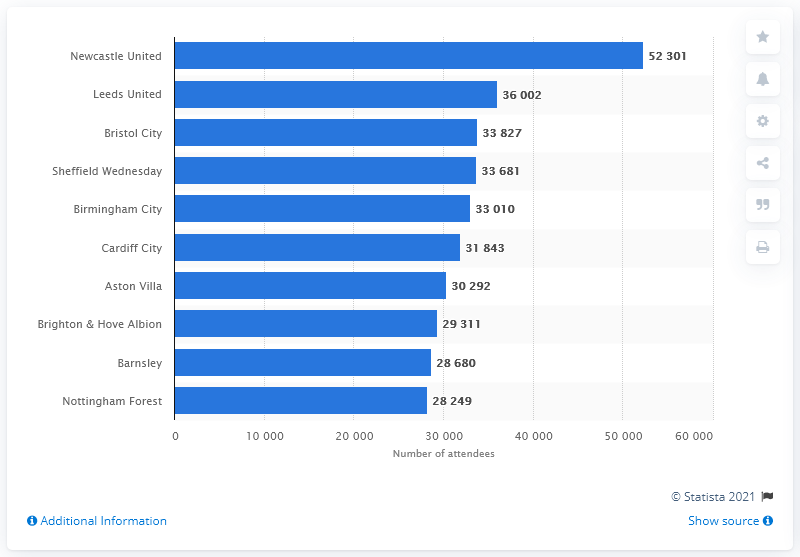 Newcastle United 52 301
Leeds United 36 002
Bristol City 33 827
Sheffield Wednesday 33 681
Birmingham City 33 010
Cardiff City 31 843
Aston Villa 30 292
Brighton & Hove Albion 29 311
Barnsley 28 680
Nottingham Forest 28 249
0 10 000 20 000 30 000 40 000 50 000 60 000
Number of attendees
© Statista 2021
Additional Information Show source